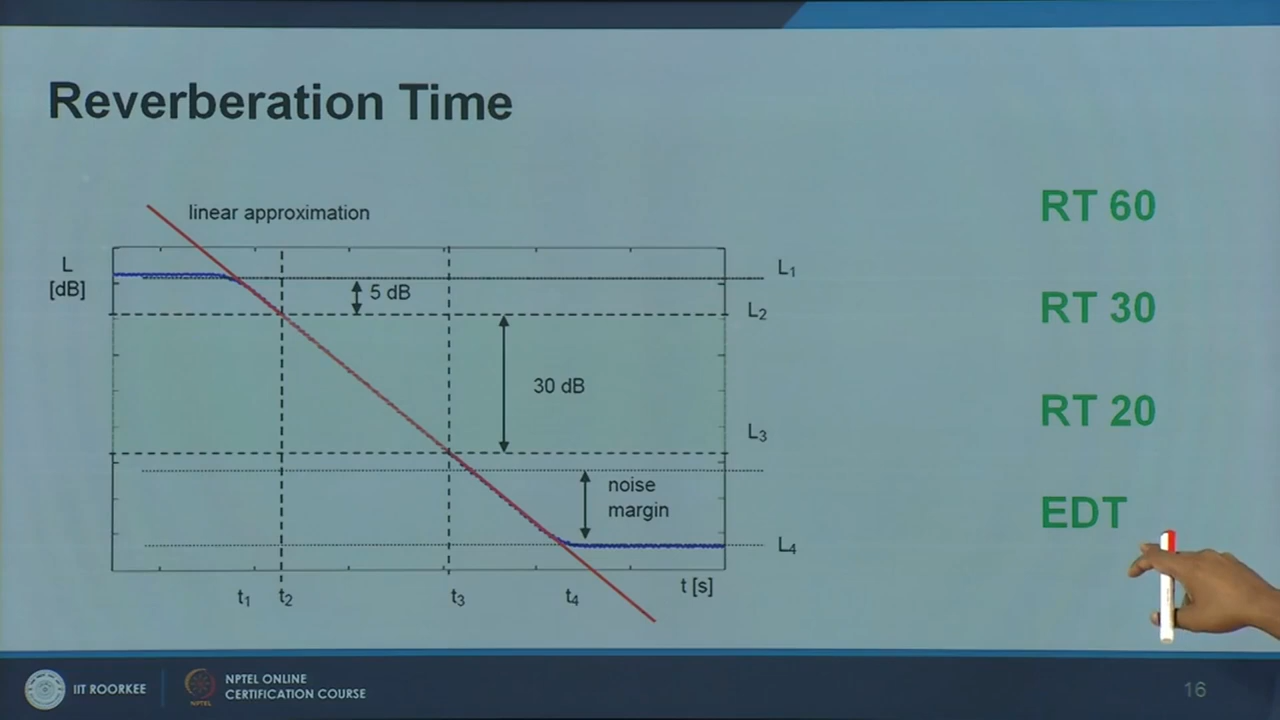 Reverberation Time
linear approximation
L
[dB]
5 dB
30 dB
noise
margin
L₁
L₂
L₃
L₄
t₁
t₂
t₃
t₄
t [s]
RT 60
RT 30
RT 20
EDT
IIT ROORKEE
NPTEL
NPTEL ONLINE
CERTIFICATION COURSE
16